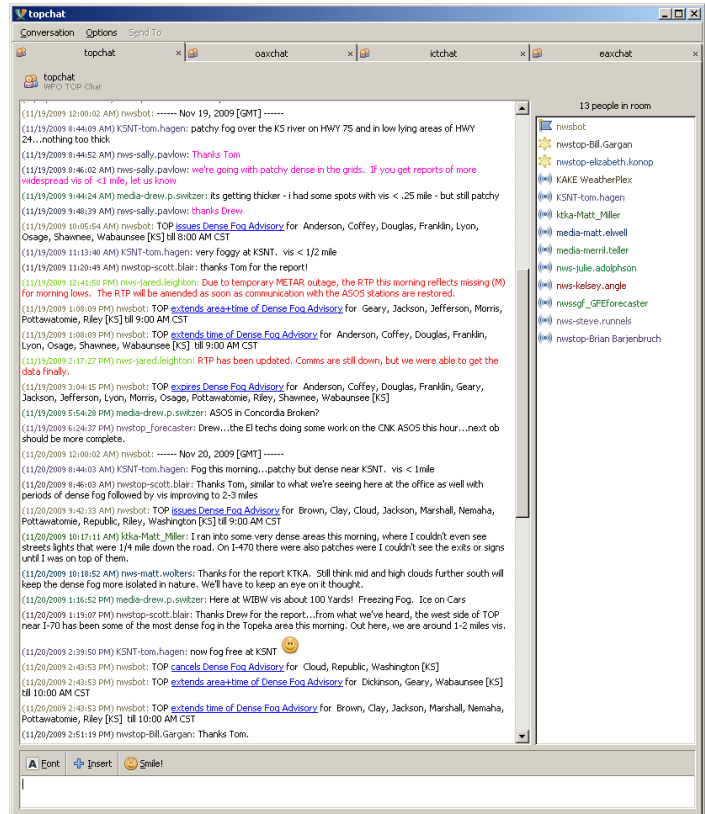 topchat
Conversation Options Send To
topchat × oaxchat × ictchat × eaxchat ×
topchat
WFO TOP Chat
13 people in room
(11/19/2009 12:00:02 AM) nwsbot: ------ Nov 19, 2009 [GMT] ------
(11/19/2009 8:44:09 AM) KSNT-tom.hagen: patchy fog over the KS river on HWY 75 and in low lying areas of HWY
24...nothing too thick
(11/19/2009 8:44:52 AM) nws-sally.pavlow: Thanks Tom
(11/19/2009 8:46:02 AM) nws-sally.pavlow: we're going with patchy dense in the grids. If you get reports of more
widespread vis of <1 mile, let us know
(11/19/2009 9:44:24 AM) media-drew.p.switzer: its getting thicker - i had some spots with vis < .25 mile - but still patchy
(11/19/2009 9:48:39 AM) nws-sally.pavlow: thanks Drew
(11/19/2009 10:05:54 AM) nwsbot: TOP issues Dense Fog Advisory for Anderson, Coffey, Douglas, Franklin, Lyon,
Osage, Shawnee, Wabaunsee [KS] till 8:00 AM CST
(11/19/2009 11:13:40 AM) KSNT-tom.hagen: very foggy at KSNT. vis < 1/2 mile
(11/19/2009 11:20:49 AM) nwstop-scott.blair: thanks Tom for the report!
(11/19/2009 12:41:58 PM) nws-jared.leighton: Due to temporary METAR outage, the RTP this morning reflects missing (M)
for morning lows. The RTP will be amended as soon as communication with the ASOS stations are restored.
(11/19/2009 1:08:09 PM) nwsbot: TOP extends area+time of Dense Fog Advisory for Geary, Jackson, Jefferson, Morris,
Pottawatomie, Riley [KS] till 9:00 AM CST
(11/19/2009 1:08:09 PM) nwsbot: TOP extends time of Dense Fog Advisory for Anderson, Coffey, Douglas, Franklin,
Lyon, Osage, Shawnee, Wabaunsee [KS] till 9:00 AM CST
(11/19/2009 2:17:27 PM) nws-jared.leighton: RTP has been updated. Comms are still down, but we were able to get the
data finally.
(11/19/2009 3:04:15 PM) nwsbot: TOP expires Dense Fog Advisory for Anderson, Coffey, Douglas, Franklin, Geary,
Jackson, Jefferson, Lyon, Morris, Osage, Pottawatomie, Riley, Shawnee, Wabaunsee [KS]
(11/19/2009 5:54:28 PM) media-drew.p.switzer: ASOS in Concordia Broken?
(11/19/2009 6:24:37 PM) nwstop_forecaster: Drew...the El techs doing some work on the CNK ASOS this hour...next ob
should be more complete.
(11/20/2009 12:00:02 AM) nwsbot: ------ Nov 20, 2009 [GMT] ------
(11/20/2009 8:44:03 AM) KSNT-tom.hagen: Fog this morning...patchy but dense near KSNT. vis < 1mile
(11/20/2009 8:46:03 AM) nwstop-scott.blair: Thanks Tom, similar to what we're seeing here at the office as well with
periods of dense fog followed by vis improving to 2-3 miles
(11/20/2009 9:42:33 AM) nwsbot: TOP issues Dense Fog Advisory for Brown, Clay, Cloud, Jackson, Marshall, Nemaha,
Pottawatomie, Republic, Riley, Washington [KS] till 9:00 AM CST
(11/20/2009 10:17:11 AM) ktka-Matt_Miller: I ran into some very dense areas this morning, where I couldn't even see
streets lights that were 1/4 mile down the road. On I-470 there were also patches were I couldn't see the exits or signs
until I was on top of them.
(11/20/2009 10:18:52 AM) nws-matt.wolters: Thanks for the report KTKA. Still think mid and high clouds further south will
keep the dense fog more isolated in nature. We'll have to keep an eye on it thought.
(11/20/2009 1:16:52 PM) media-drew.p.switzer: Here at WIBW vis about 100 Yards! Freezing Fog. Ice on Cars
(11/20/2009 1:19:07 PM) nwstop-scott.blair: Thanks Drew for the report...from what we've heard, the west side of TOP
near I-70 has been some of the most dense fog in the Topeka area this morning. Out here, we are around 1-2 miles vis.
(11/20/2009 2:39:50 PM) KSNT-tom.hagen: now fog free at KSNT
(11/20/2009 2:43:53 PM) nwsbot: TOP cancels Dense Fog Advisory for Cloud, Republic, Washington [KS]
(11/20/2009 2:43:53 PM) nwsbot: TOP extends area+time of Dense Fog Advisory for Dickinson, Geary, Wabaunsee [KS]
till 10:00 AM CST
(11/20/2009 2:43:53 PM) nwsbot: TOP extends time of Dense Fog Advisory for Brown, Clay, Jackson, Marshall, Nemaha,
Pottawatomie, Riley [KS] till 10:00 AM CST
(11/20/2009 2:51:19 PM) nwstop-Bill.Gargan: Thanks Tom.
nwsbot
nwstop-Bill.Gargan
nwstop-elizabeth.konop
KAKE WeatherPlex
KSNT-tom.hagen
ktka-Matt_Miller
media-matt.elwell
media-merril.teller
nws-julie.adolphson
nws-kelsey.angle
nwssgf_GFEforecaster
nws-steve.runnels
nwstop-Brian Barjenbruch
A Font Insert Smile!